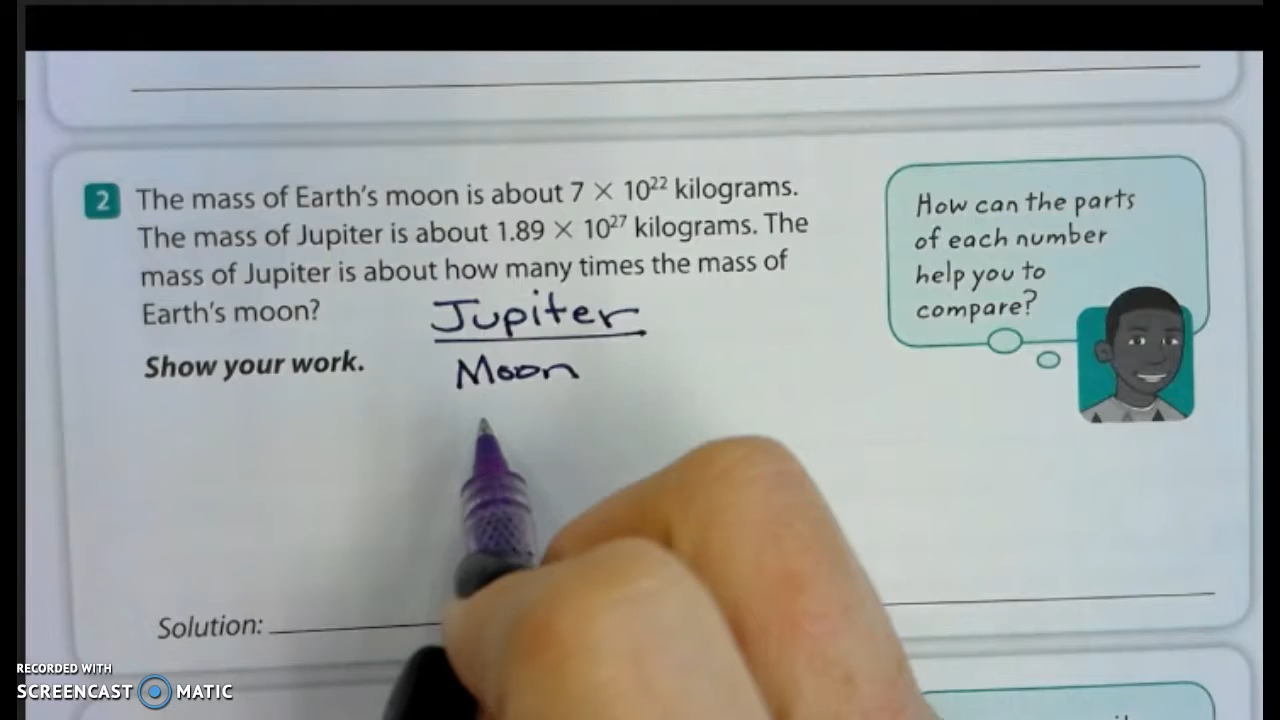 2 The mass of Earth's moon is about 7 × 10²² kilograms.
The mass of Jupiter is about 1.89 × 10²⁷ kilograms. The
mass of Jupiter is about how many times the mass of
Earth's moon?
Show your work.
Jupiter
Moon
How can the parts
of each number
help you to
compare?
Solution:
RECORDED WITH
SCREENCAST MATIC